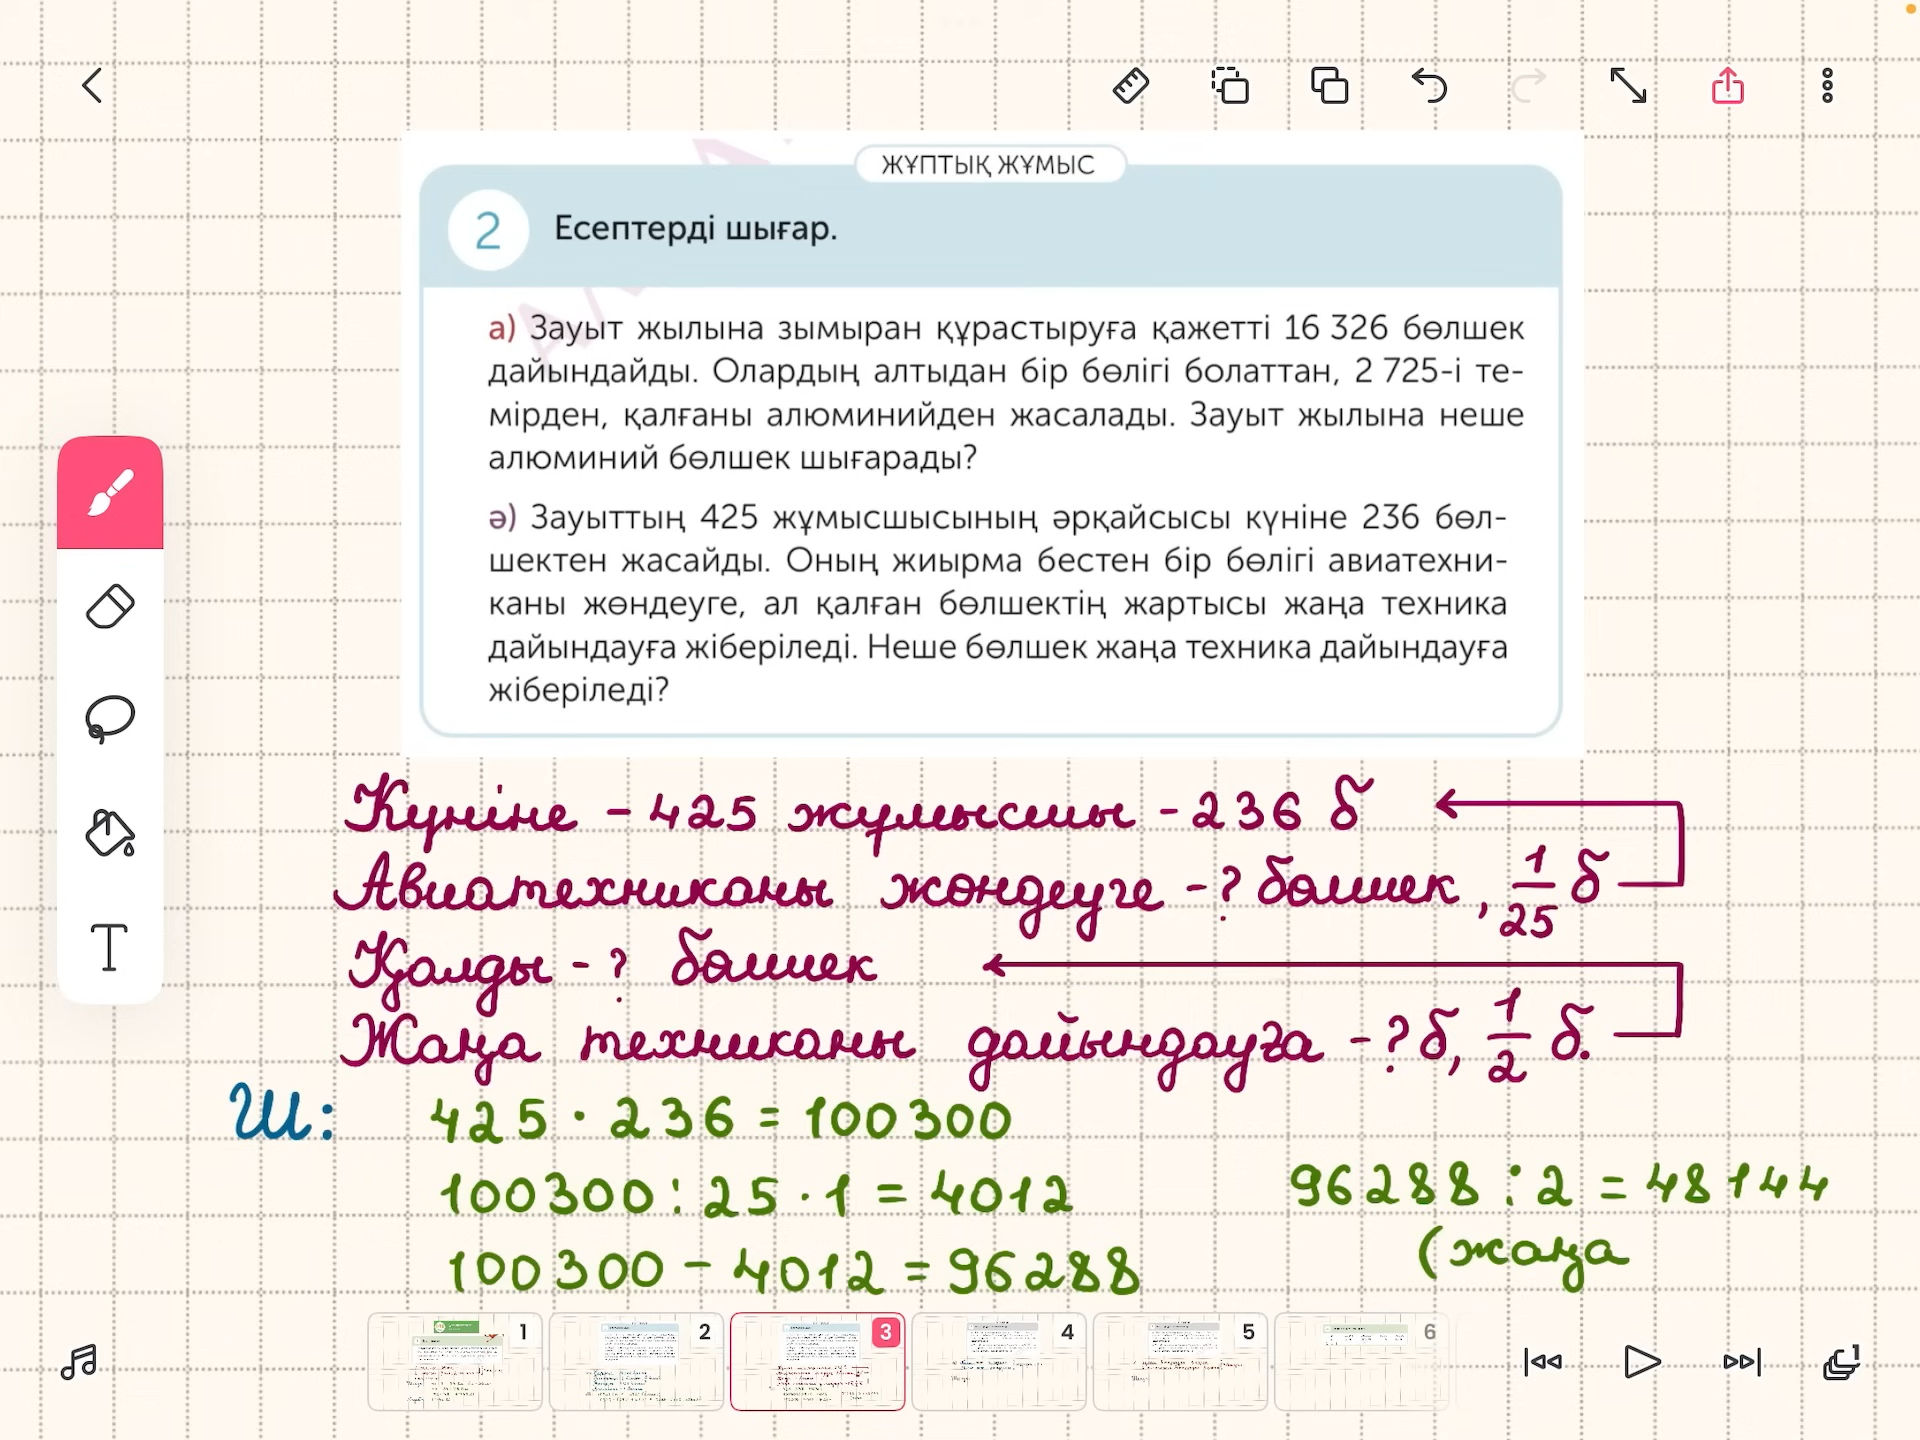 ЖҰПТЫҚ ЖҰМЫС
2 Есептерді шығар.
а) Зауыт жылына зымыран құрастыруға қажетті 16 326 бөлшек
дайындайды. Олардың алтыдан бір бөлігі болаттан, 2 725-і те-
мірден, қалғаны алюминийден жасалады. Зауыт жылына неше
алюминий бөлшек шығарады?
ә) Зауыттың 425 жұмысшысының әрқайсысы күніне 236 бөл-
шектен жасайды. Оның жиырма бестен бір бөлігі авиатехни-
каны жөндеуге, ал қалған бөлшектің жартысы жаңа техника
дайындауға жіберіледі. Неше бөлшек жаңа техника дайындауға
жіберіледі?
Күніне - 425 жұмысшы - 236 б
Авиатехниканы жөндеуге - ? бөлшек, 1/25 б
Қалды - ? бөлшек
Жаңа техниканы дайындауға - ? б, 1/2 б.
Ш: 425 · 236 = 100300
100300 : 25 · 1 = 4012
100300 - 4012 = 96288
96288 : 2 = 48144
(жаңа
T
1 2 3 4 5 6
1